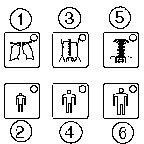 ① ③ ⑤
② ④ ⑥